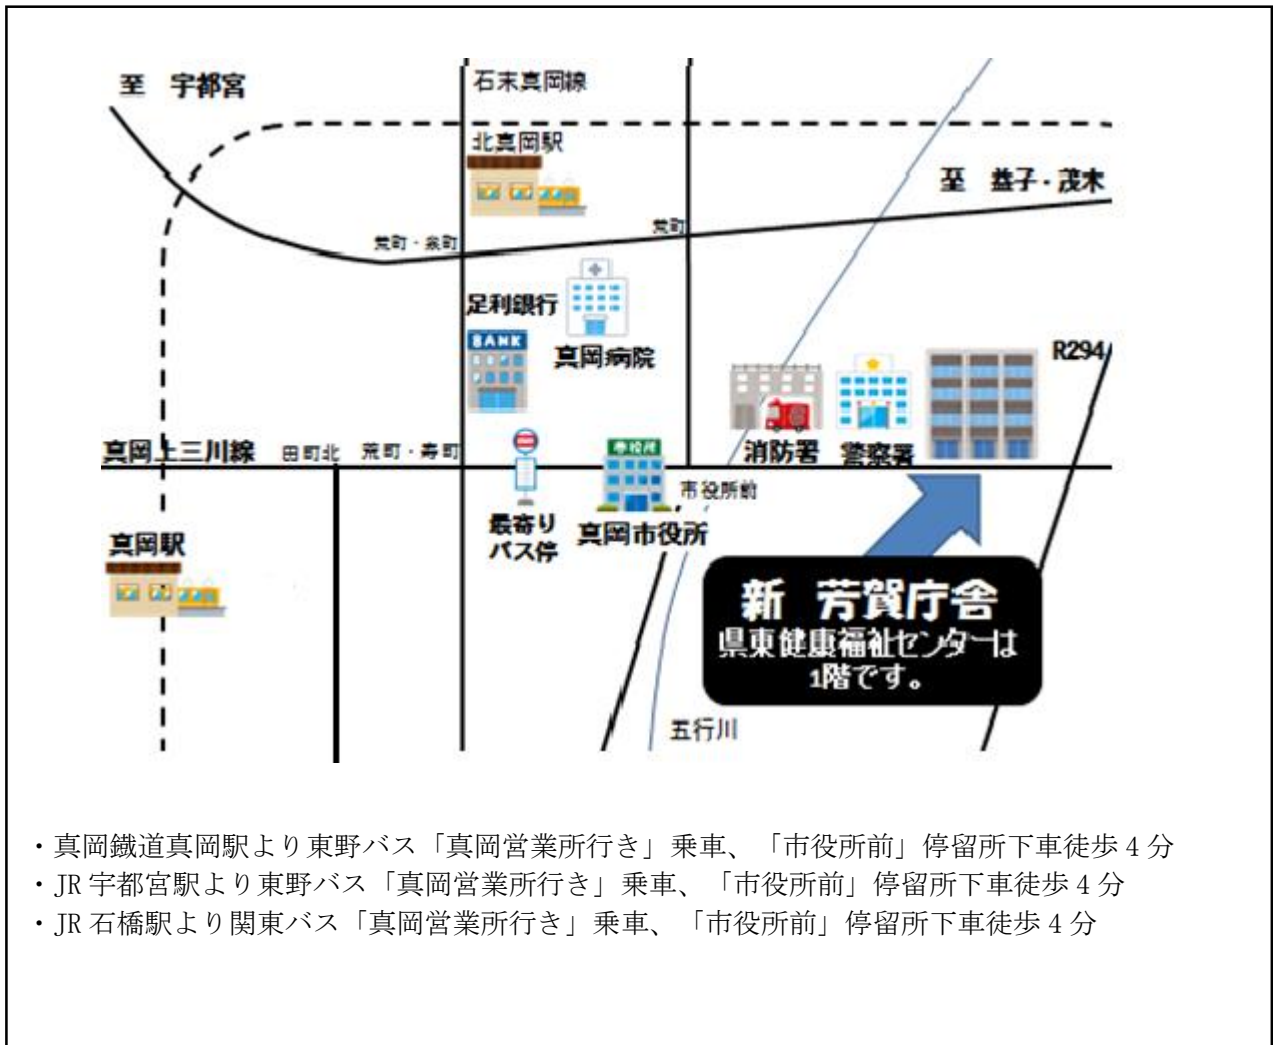 至 宇都宮
石末真岡線
北真岡駅
至 益子・茂木
荒町・泉町
荒町
足利銀行
BANK
真岡病院
R294
真岡上三川線
田町北
荒町・寿町
市役所
消防署
警察署
市役所前
最寄り
バス停
真岡市役所
真岡駅
新 芳賀庁舎
県東健康福祉センターは
1階です。
五行川
・真岡鐵道真岡駅より東野バス「真岡営業所行き」乗車、「市役所前」停留所下車徒歩4分
・JR宇都宮駅より東野バス「真岡営業所行き」乗車、「市役所前」停留所下車徒歩4分
・JR石橋駅より関東バス「真岡営業所行き」乗車、「市役所前」停留所下車徒歩4分